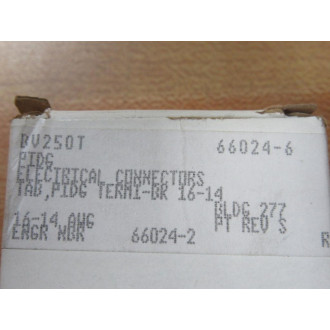 BV250T 66024-6
PIDG
ELECTRICAL CONNECTORS
TAB,PIDG TERMI-BK 16-14
BLDG 277
16-14 AWG PT REV S
ENGR NBR 66024-2 R